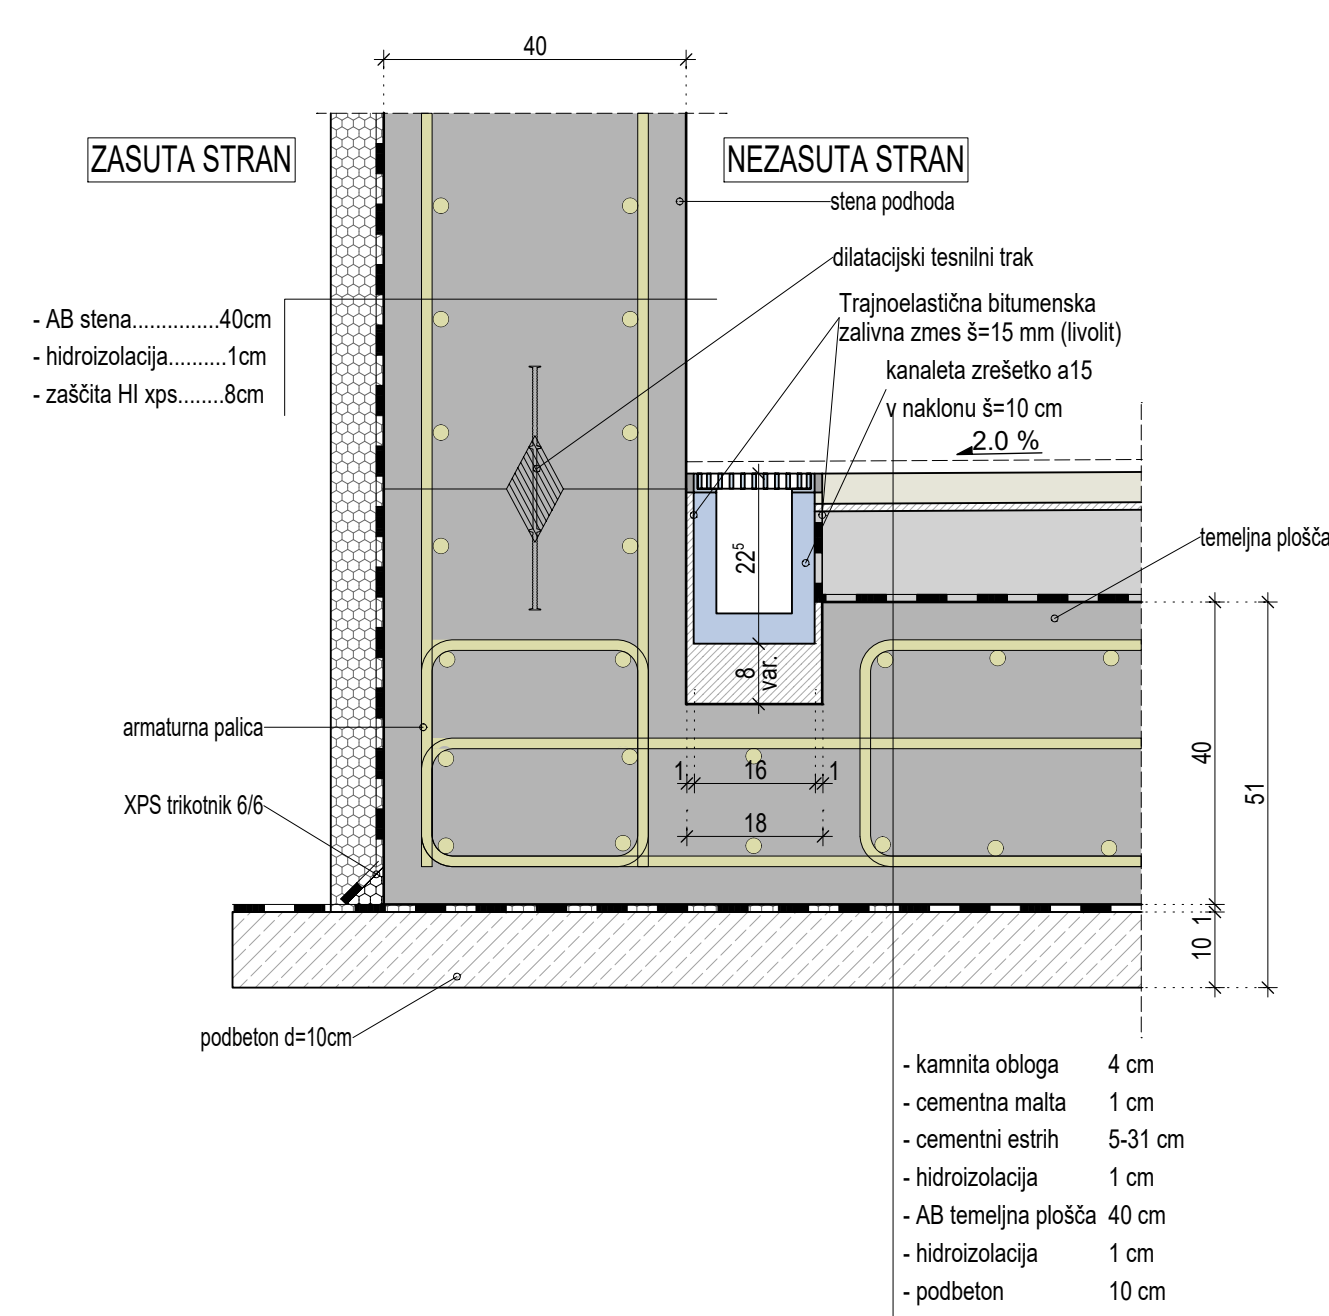 40
ZASUTA STRAN
NEZASUTA STRAN
stena podhoda
dilatacijski tesnilni trak
Trajnoelastična bitumenska
zalivna zmes š=15 mm (livolit)
kanaleta zrešetko a15
v naklonu š=10 cm
2.0 %
- AB stena...............40cm
- hidroizolacija..........1cm
- zaščita HI xps........8cm
temeljna plošča
22⁵
8
var.
armaturna palica
XPS trikotnik 6/6
1
16
1
18
40
51
1
10
podbeton d=10cm
- kamnita obloga 4 cm
- cementna malta 1 cm
- cementni estrih 5-31 cm
- hidroizolacija 1 cm
- AB temeljna plošča 40 cm
- hidroizolacija 1 cm
- podbeton 10 cm